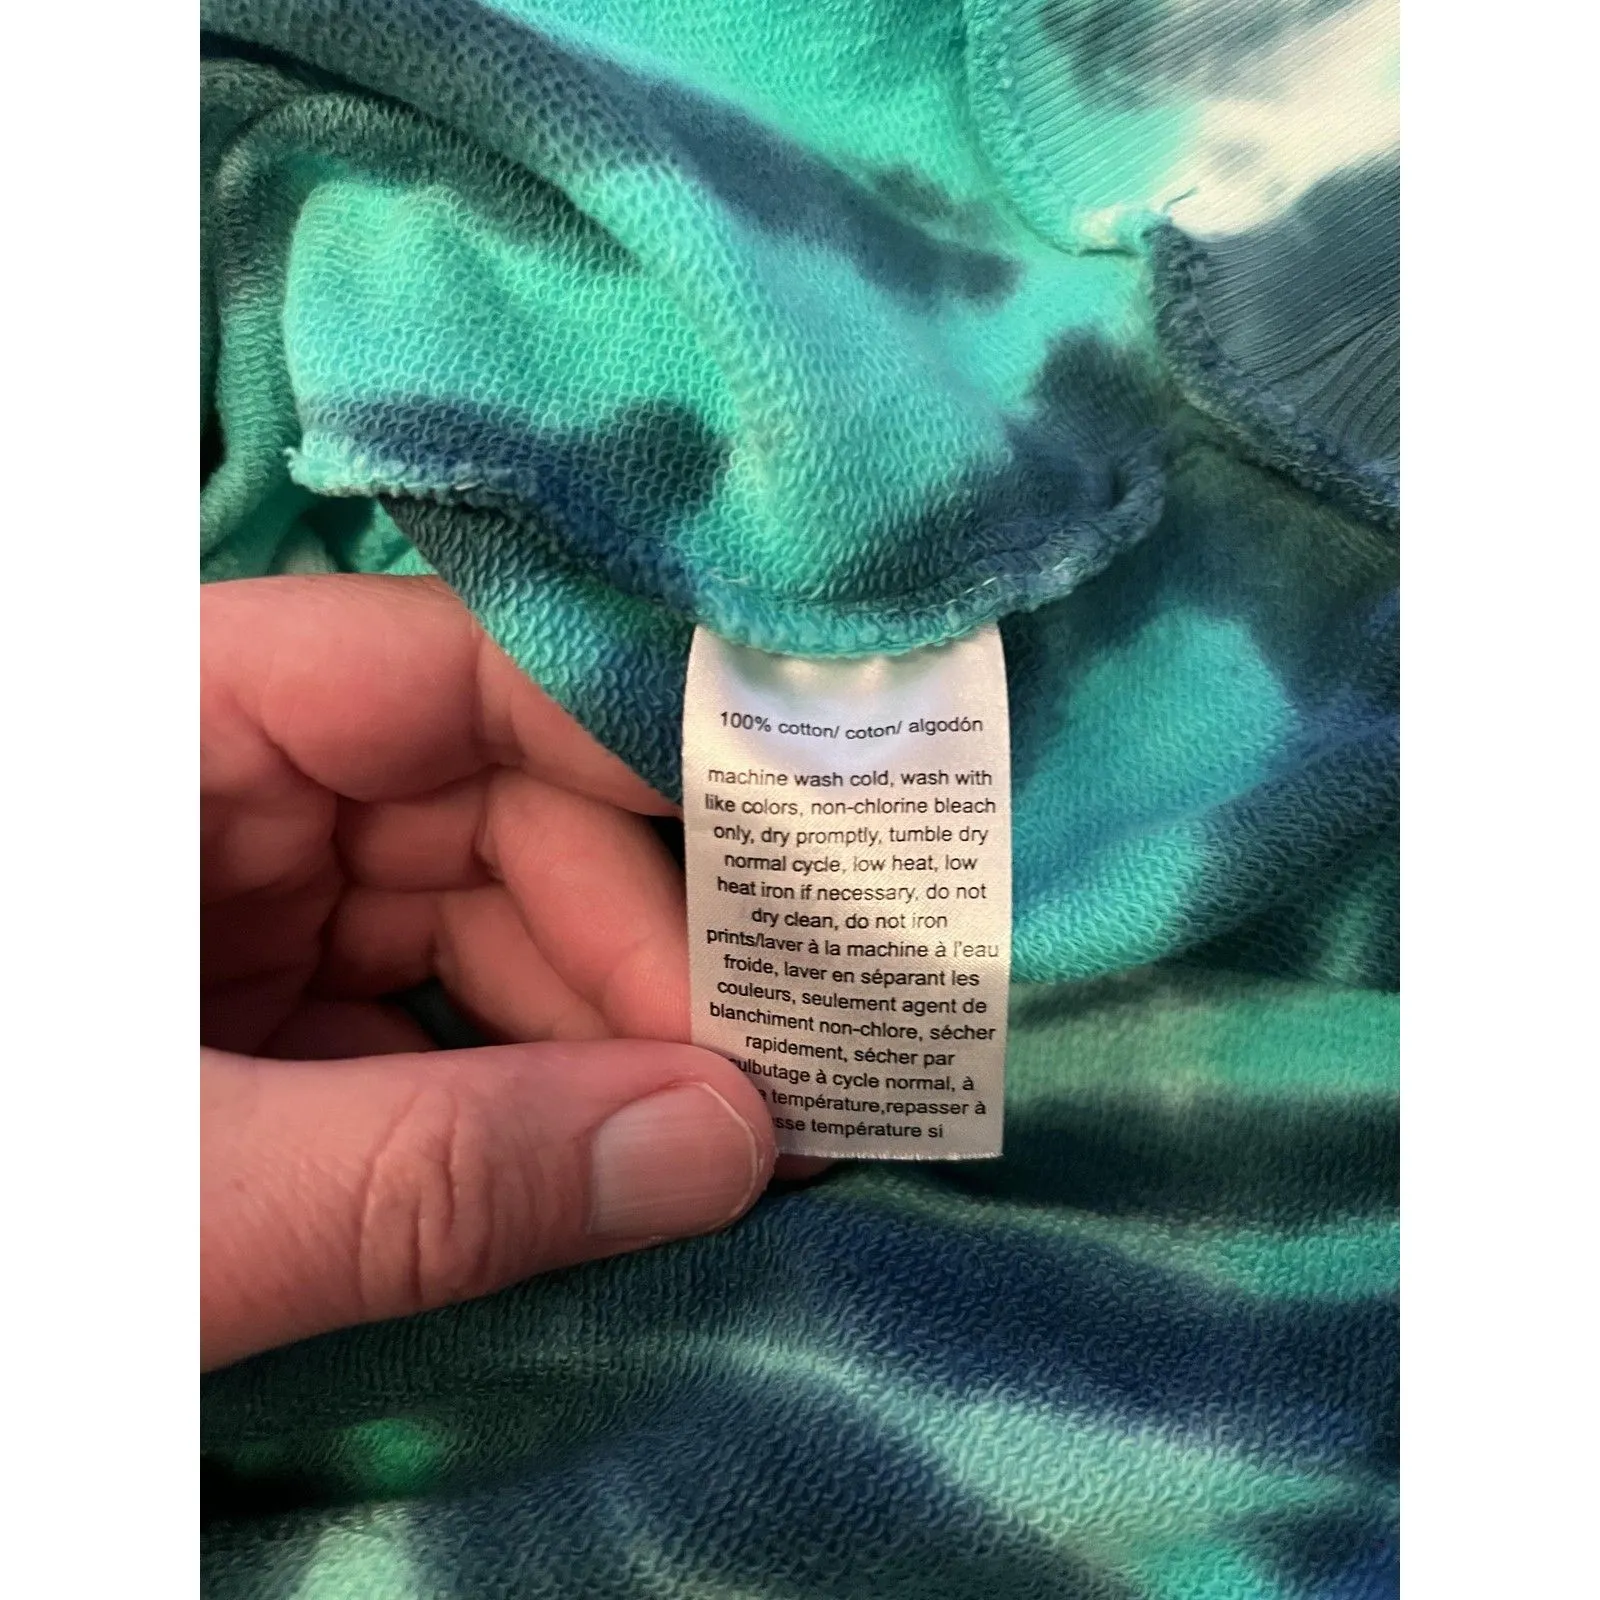 100% cotton/ coton/ algodón
machine wash cold, wash with
like colors, non-chlorine bleach
only, dry promptly, tumble dry
normal cycle, low heat, low
heat iron if necessary, do not
dry clean, do not iron
prints/laver à la machine à l'eau
froide, laver en séparant les
couleurs, seulement agent de
blanchiment non-chlore, sécher
rapidement, sécher par
à cycle normal, à
température,repasser à
température si